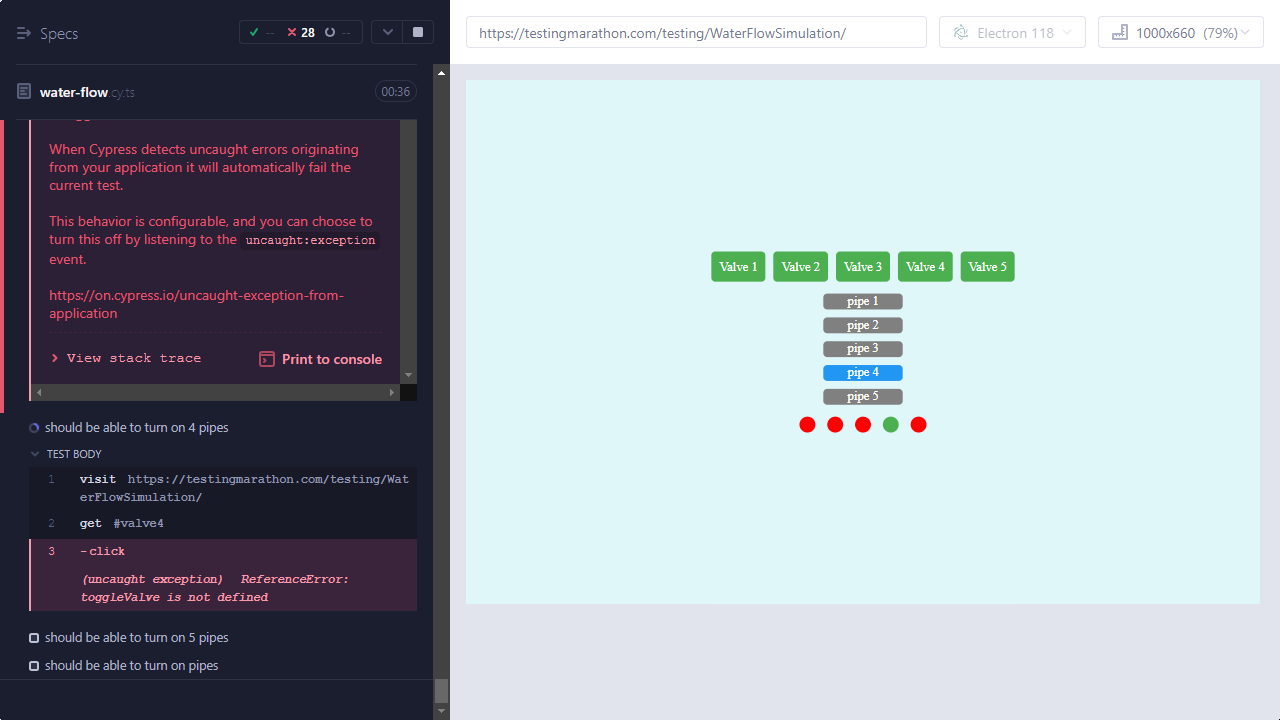 Specs
-- 28 --
https://testingmarathon.com/testing/WaterFlowSimulation/
Electron 118
1000x660 (79%)
water-flow.cy.ts
00:36
When Cypress detects uncaught errors originating
from your application it will automatically fail the
current test.
This behavior is configurable, and you can choose to
turn this off by listening to the uncaught:exception
event.
https://on.cypress.io/uncaught-exception-from-
application
View stack trace
Print to console
should be able to turn on 4 pipes
TEST BODY
1 visit https://testingmarathon.com/testing/Wat
erFlowSimulation/
2 get #valve4
3 -click
(uncaught exception) ReferenceError:
toggleValve is not defined
should be able to turn on 5 pipes
should be able to turn on pipes
Valve 1 Valve 2 Valve 3 Valve 4 Valve 5
pipe 1
pipe 2
pipe 3
pipe 4
pipe 5